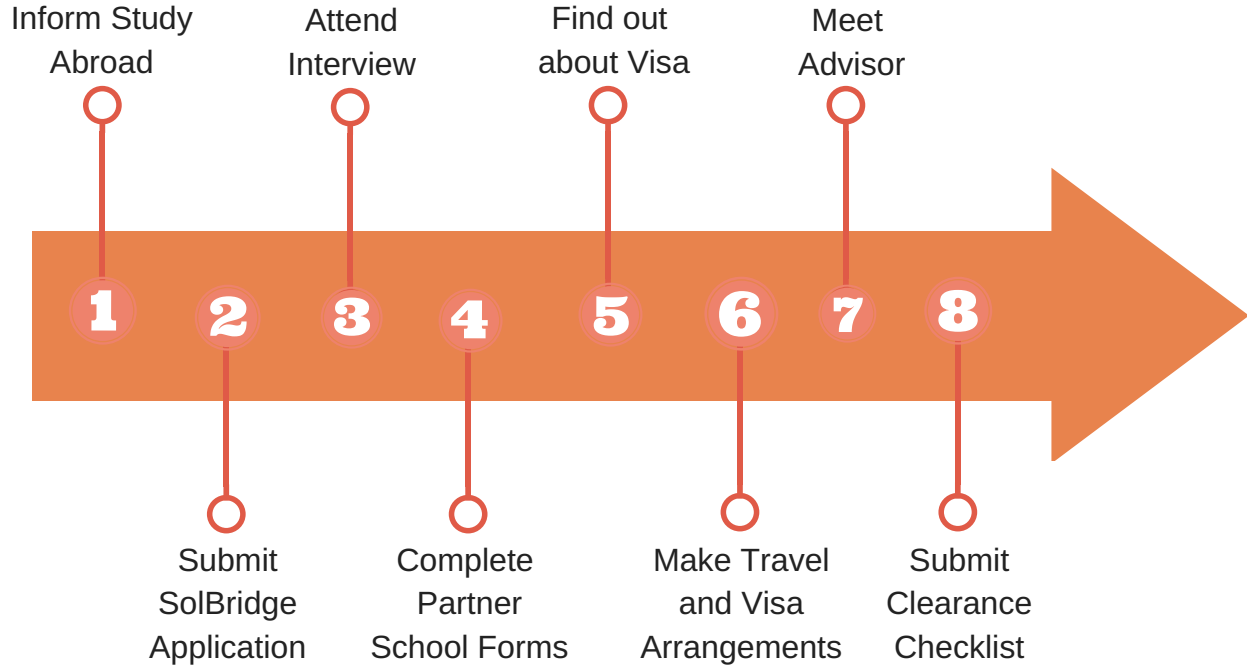 Inform Study
Abroad
Attend
Interview
Find out
about Visa
Meet
Advisor
1 2 3 4 5 6 7 8
Submit
SolBridge
Application
Complete
Partner
School Forms
Make Travel
and Visa
Arrangements
Submit
Clearance
Checklist